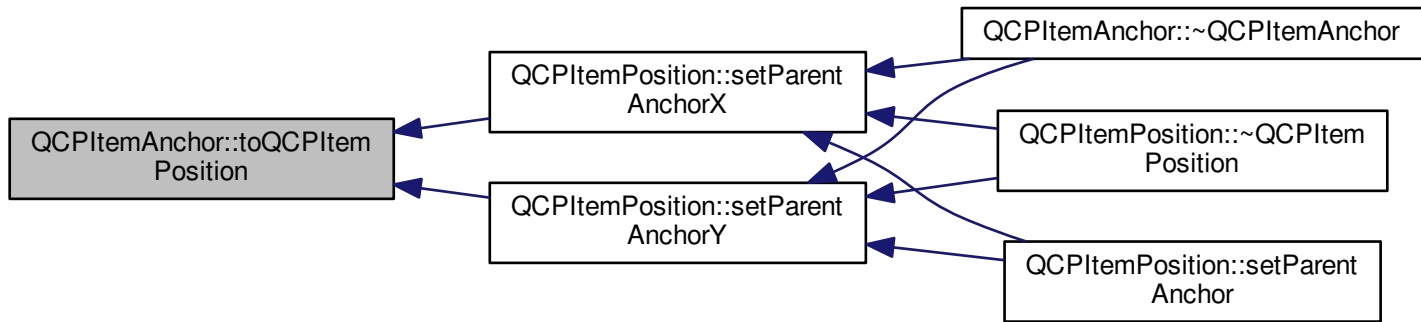 QCPItemAnchor::toQCPItem
Position
QCPItemPosition::setParent
AnchorX
QCPItemPosition::setParent
AnchorY
QCPItemAnchor::~QCPItemAnchor
QCPItemPosition::~QCPItem
Position
QCPItemPosition::setParent
Anchor